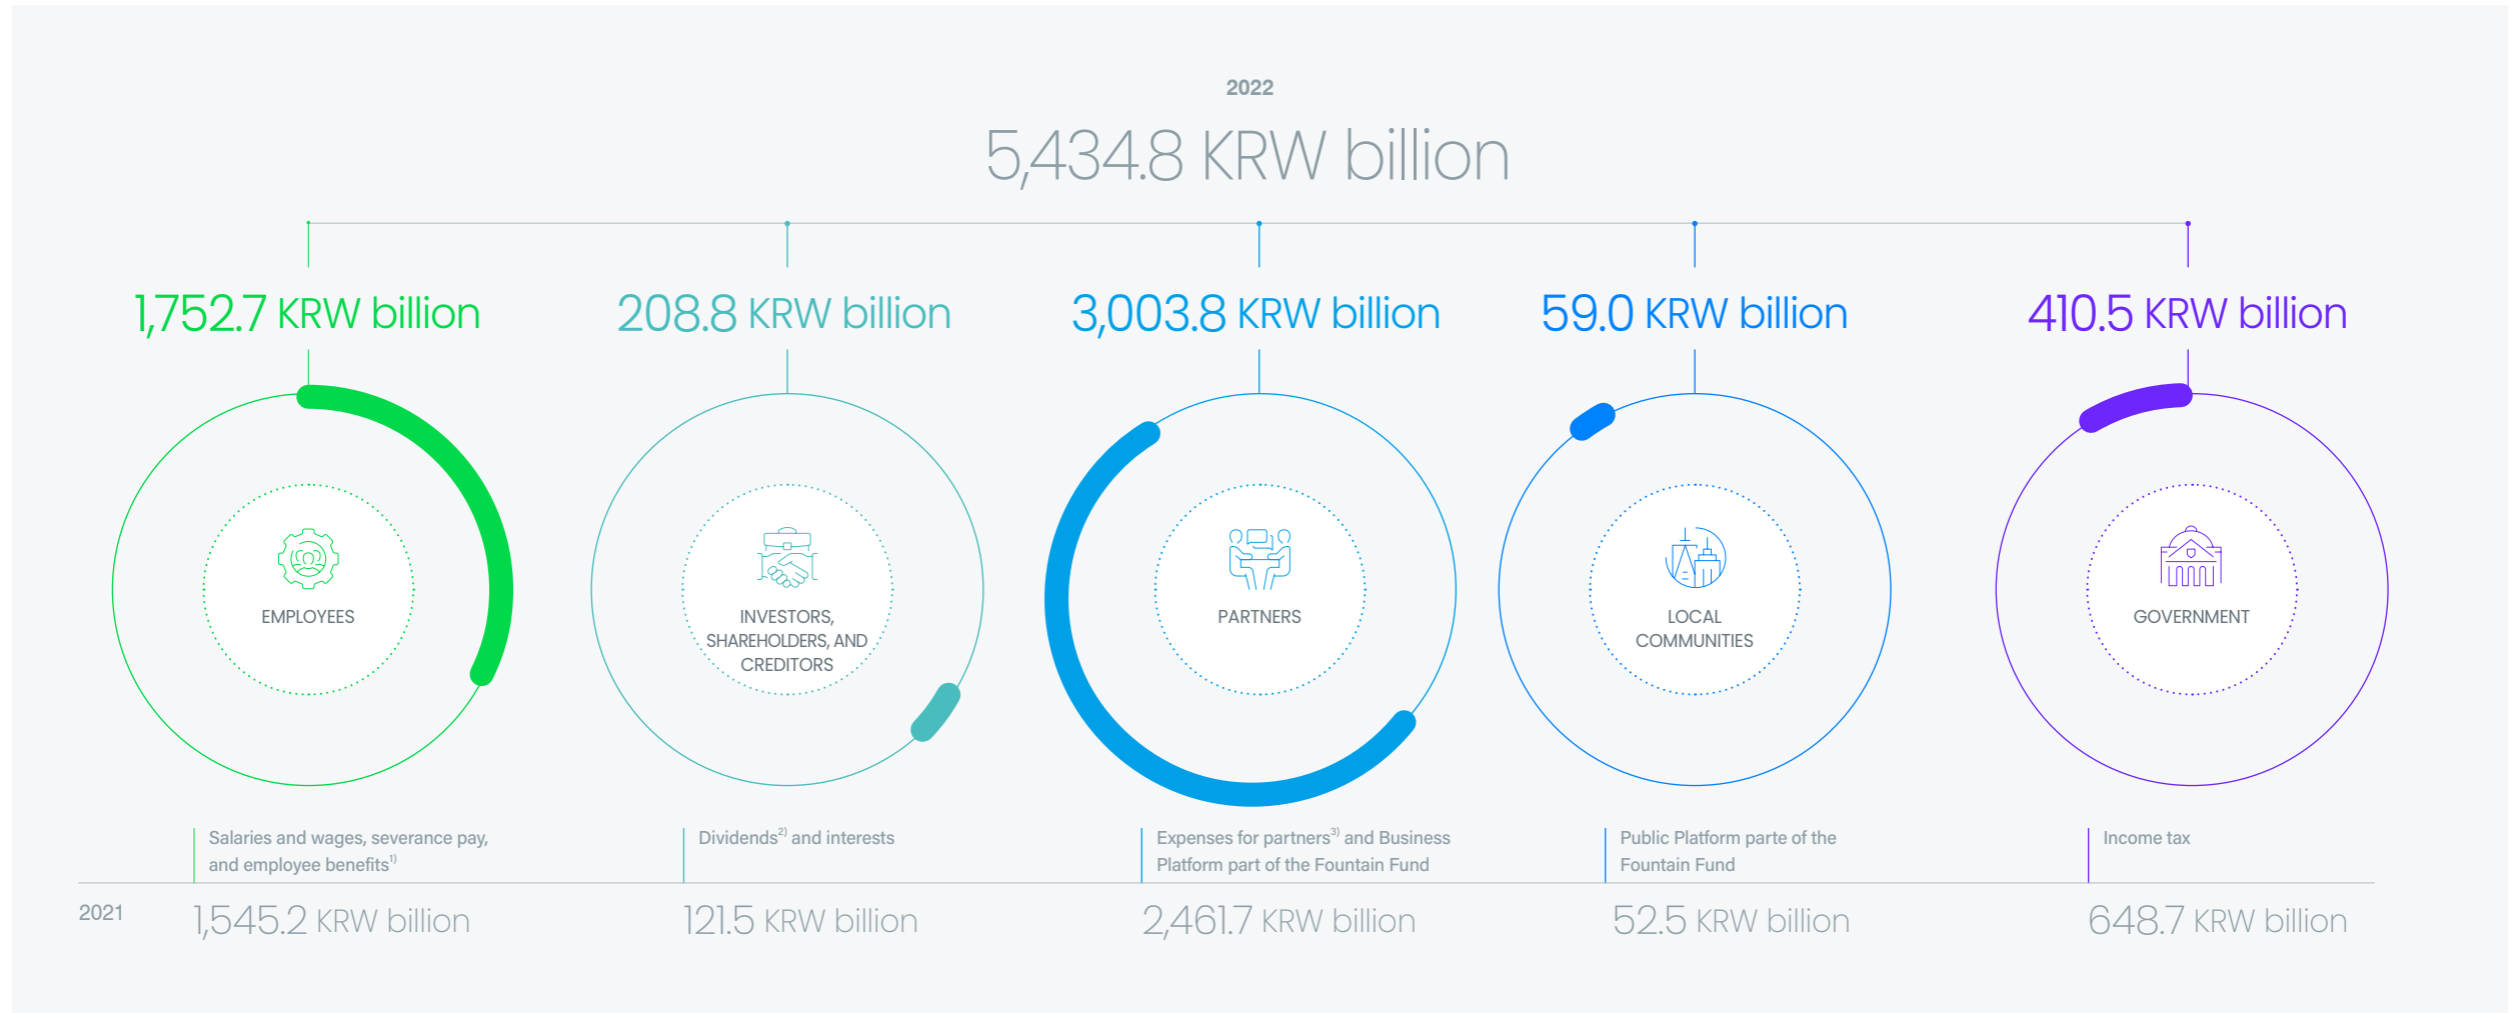 2022
5,434.8 KRW billion
1,752.7 KRW billion
208.8 KRW billion
3,003.8 KRW billion
59.0 KRW billion
410.5 KRW billion
EMPLOYEES
INVESTORS,
SHAREHOLDERS, AND
CREDITORS
PARTNERS
LOCAL
COMMUNITIES
GOVERNMENT
Salaries and wages, severance pay,
and employee benefits1)
Dividends2) and interests
Expenses for partners3) and Business
Platform part of the Fountain Fund
Public Platform parte of the
Fountain Fund
Income tax
2021
1,545.2 KRW billion
121.5 KRW billion
2,461.7 KRW billion
52.5 KRW billion
648.7 KRW billion